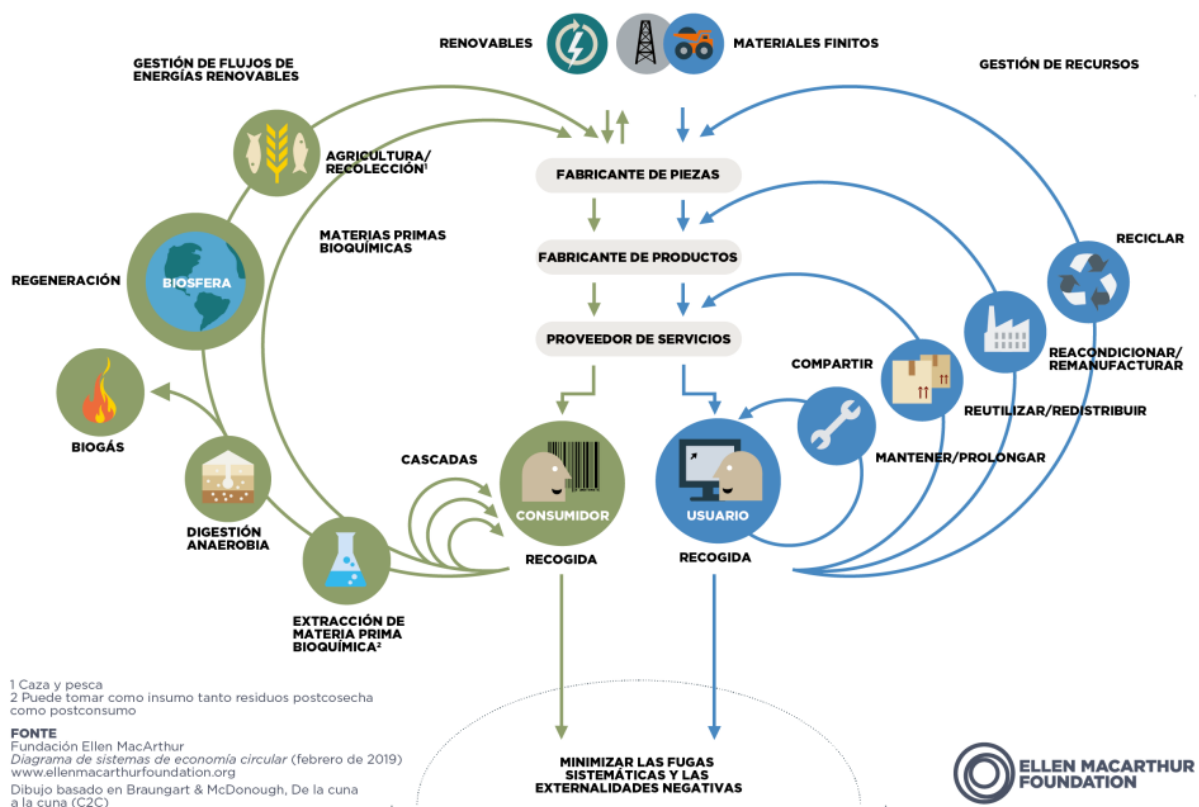 RENOVABLES
MATERIALES FINITOS
GESTIÓN DE FLUJOS DE
ENERGÍAS RENOVABLES
GESTIÓN DE RECURSOS
AGRICULTURA/
RECOLECCIÓN¹
FABRICANTE DE PIEZAS
MATERIAS PRIMAS
BIOQUÍMICAS
RECICLAR
FABRICANTE DE PRODUCTOS
REGENERACIÓN
BIOSFERA
PROVEEDOR DE SERVICIOS
REACONDICIONAR/
REMANUFACTURAR
COMPARTIR
REUTILIZAR/REDISTRIBUIR
BIOGÁS
CASCADAS
MANTENER/PROLONGAR
CONSUMIDOR
USUARIO
DIGESTIÓN
ANAEROBIA
RECOGIDA
RECOGIDA
EXTRACCIÓN DE
MATERIA PRIMA
BIOQUÍMICA²
1 Caza y pesca
2 Puede tomar como insumo tanto residuos postcosecha
como postconsumo
FONTE
Fundación Ellen MacArthur
Diagrama de sistemas de economía circular (febrero de 2019)
www.ellenmacarthurfoundation.org
Dibujo basado en Braungart & McDonough, De la cuna
a la cuna (C2C)
MINIMIZAR LAS FUGAS
SISTEMÁTICAS Y LAS
EXTERNALIDADES NEGATIVAS
ELLEN MACARTHUR
FOUNDATION